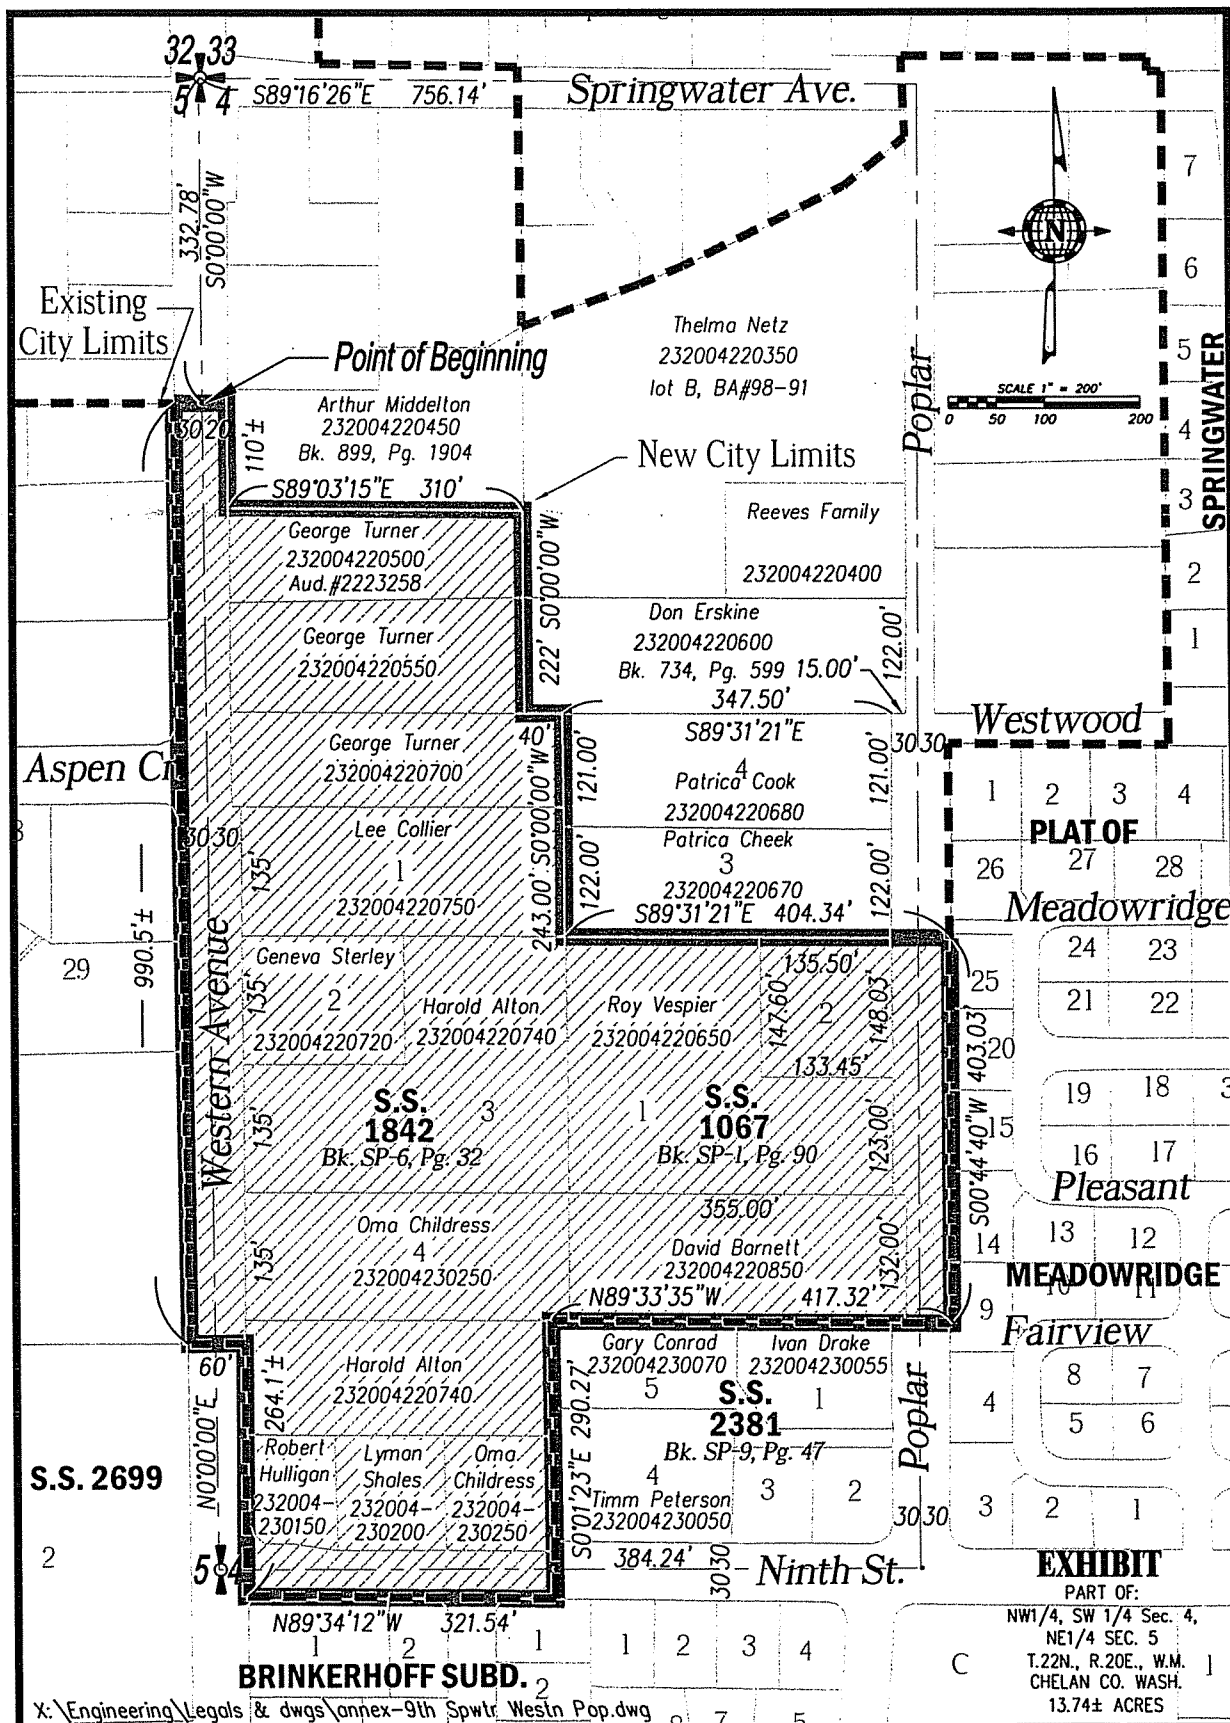 32 33
5 4
S89°16'26"E 756.14'
Springwater Ave.
332.78'
S0°00'00"W
Existing
City Limits
Point of Beginning
Thelma Netz
232004220350
lot B, BA#98-91
Poplar
N
SCALE 1" = 200'
0 50 100 200
7
6
5
4
3
2
1
SPRINGWATER
30 20
110'±
Arthur Middelton
232004220450
Bk. 899, Pg. 1904
New City Limits
S89°03'15"E 310'
George Turner
232004220500
Aud.#2223258
222' S0°00'00"W
Reeves Family
232004220400
George Turner
232004220550
Don Erskine
232004220600
Bk. 734, Pg. 599 15.00'
122.00'
347.50'
S89°31'21"E
Westwood
30 30
Aspen
George Turner
232004220700
40'
243.00' S0°00'00"W
121.00'
4
Patrica Cook
232004220680
121.00'
1 2 3 4
PLAT OF
26 27 28
30 30
135'
Lee Collier
1
232004220750
122.00'
Patrica Cheek
3
232004220670
122.00'
S89°31'21"E 404.34'
Meadowridge
24 23
21 22
25
29
990.5'±
Western Avenue
135'
Geneva Sterley
2
232004220720
Harold Alton
232004220740
Roy Vespier
232004220650
135.50'
147.60'
2
148.03'
133.45'
S00°44'40"W 403.03'
20
19 18 3
15
16 17
135'
S.S.
1842
Bk. SP-6, Pg. 32
3
1
S.S.
1067
Bk. SP-1, Pg. 90
123.00'
Pleasant
14
13 12
355.00'
135'
Oma Childress
4
232004230250
David Barnett
232004220850
132.00'
N89°33'35"W 417.32'
MEADOWRIDGE
10 11
9
Fairview
60'
N0°00'00"E
264.1'±
Harold Alton
232004220740
S0°01'23"E 290.27'
Gary Conrad
232004230070
5
Ivan Drake
232004230055
1
S.S.
2381
Bk. SP-9, Pg. 47
Poplar
4
8 7
5 6
S.S. 2699
2
Robert
Hulligan
232004-
230150
Lyman
Shales
232004-
230200
Oma
Childress
232004-
230250
4
Timm Peterson
232004230050
3 2
30 30
3 2 1
5 4
384.24'
30 30
Ninth St.
EXHIBIT
PART OF:
NW1/4, SW 1/4 Sec. 4,
NE1/4 SEC. 5
T.22N., R.20E., W.M.
CHELAN CO. WASH.
13.74± ACRES
N89°34'12"W 321.54'
1 2 1 1 2 3 4
C
1
BRINKERHOFF SUBD.
2
X:\Engineering\Legals & dwgs\annex-9th Spwtr Westn Pop.dwg
7 5